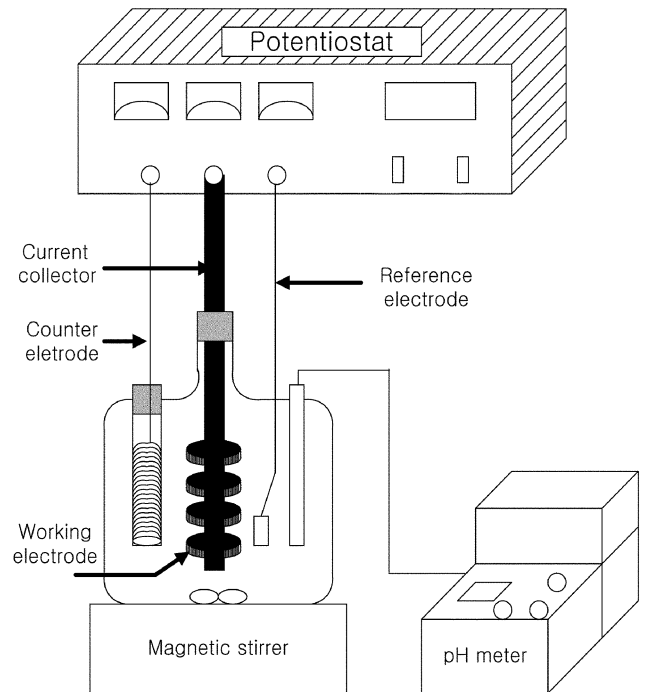 Potentiostat
Current
collector
Reference
electrode
Counter
eletrode
Working
electrode
Magnetic stirrer
pH meter